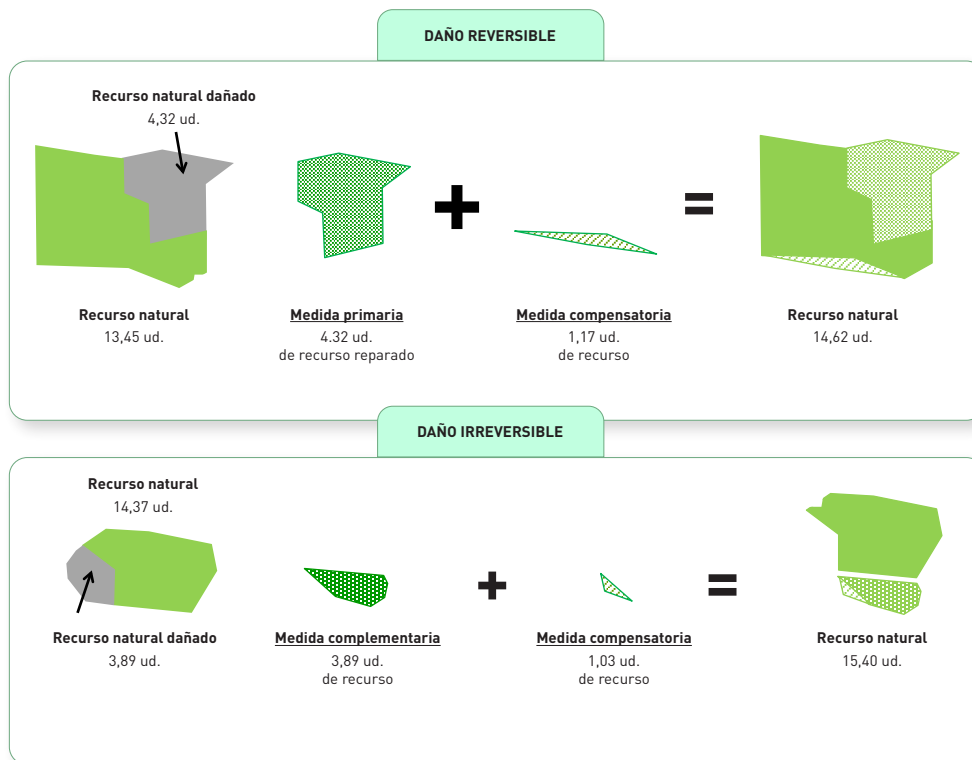 DAÑO REVERSIBLE
Recurso natural dañado
4,32 ud.
Recurso natural
13,45 ud.
Medida primaria
4.32 ud.
de recurso reparado
Medida compensatoria
1,17 ud.
de recurso
Recurso natural
14,62 ud.
DAÑO IRREVERSIBLE
Recurso natural
14,37 ud.
Recurso natural dañado
3,89 ud.
Medida complementaria
3,89 ud.
de recurso
Medida compensatoria
1,03 ud.
de recurso
Recurso natural
15,40 ud.